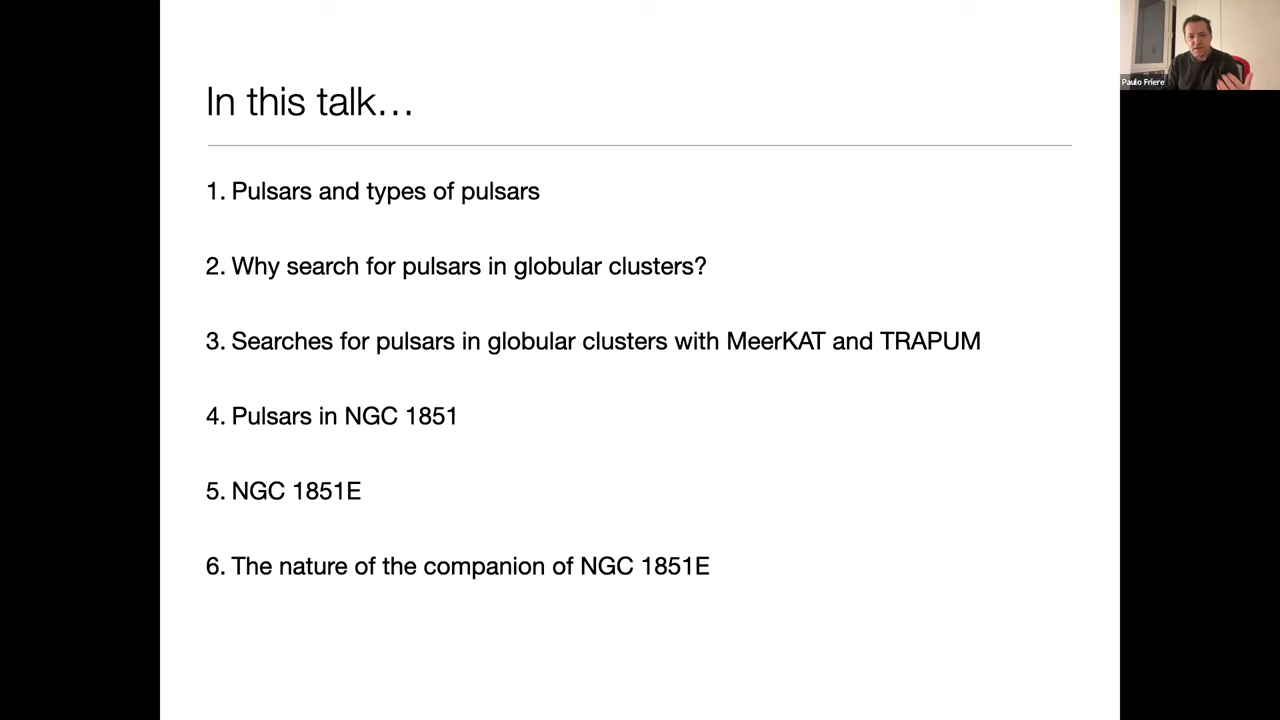 Paulo Friere
In this talk…
1. Pulsars and types of pulsars
2. Why search for pulsars in globular clusters?
3. Searches for pulsars in globular clusters with MeerKAT and TRAPUM
4. Pulsars in NGC 1851
5. NGC 1851E
6. The nature of the companion of NGC 1851E